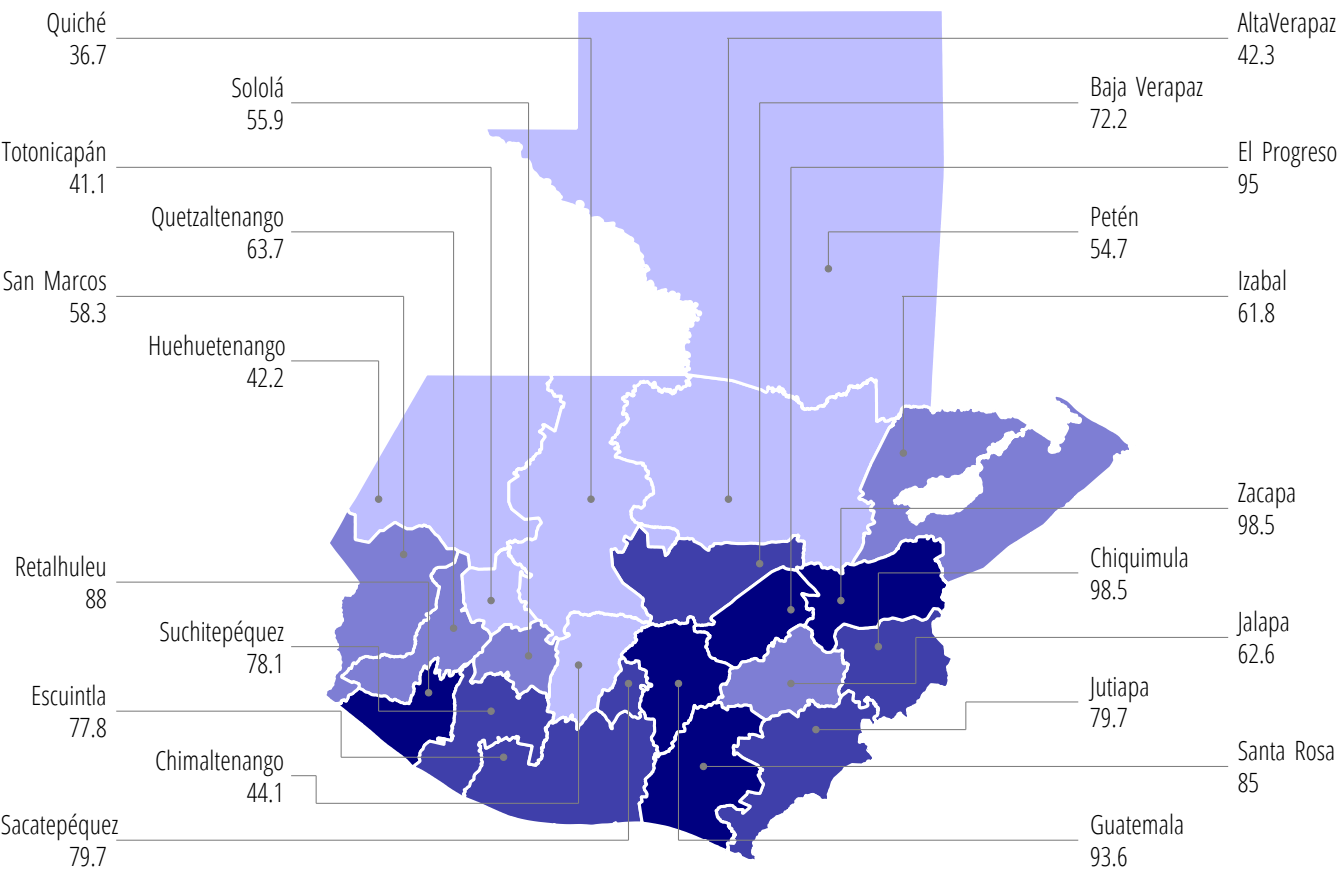 Quiché
36.7
Sololá
55.9
Totonicapán
41.1
Quetzaltenango
63.7
San Marcos
58.3
Huehuetenango
42.2
Retalhuleu
88
Suchitepéquez
78.1
Escuintla
77.8
Chimaltenango
44.1
Sacatepéquez
79.7
AltaVerapaz
42.3
Baja Verapaz
72.2
El Progreso
95
Petén
54.7
Izabal
61.8
Zacapa
98.5
Chiquimula
98.5
Jalapa
62.6
Jutiapa
79.7
Santa Rosa
85
Guatemala
93.6